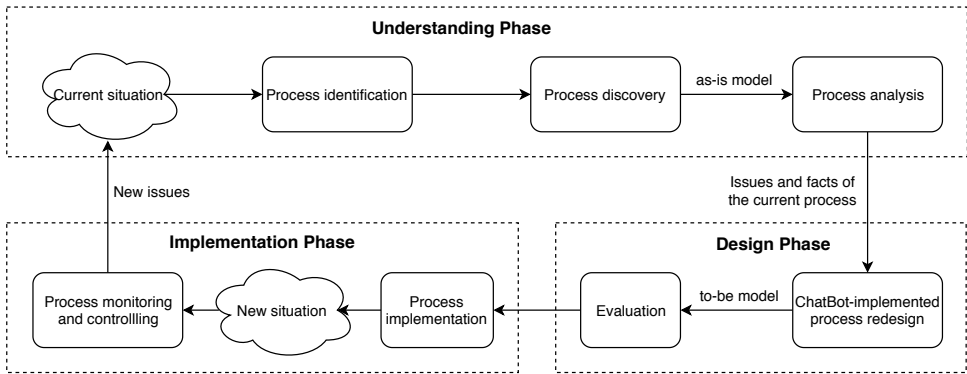 Understanding Phase
Current situation
Process identification
Process discovery
as-is model
Process analysis
New issues
Issues and facts of
the current process
Implementation Phase
Design Phase
Process monitoring
and controllling
New situation
Process
implementation
Evaluation
to-be model
ChatBot-implemented
process redesign